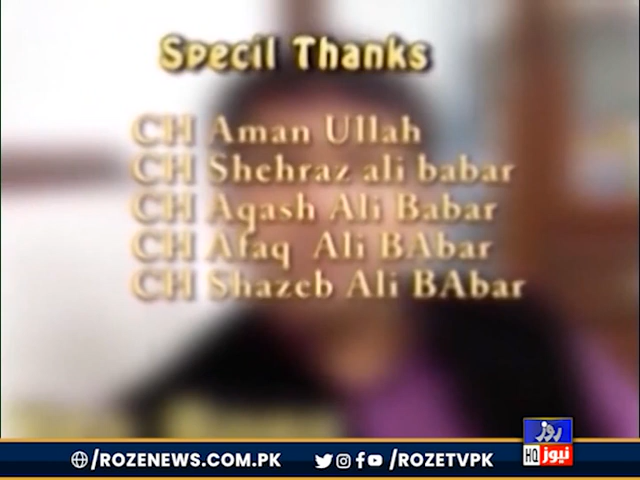 Specil Thanks
CH Aman Ullah
CH Shehraz ali babar
CH Aqash Ali Babar
CH Afaq Ali BAbar
CH Shazeb Ali BAbar
روز
HQ نیوز
/ROZENEWS.COM.PK /ROZETVPK